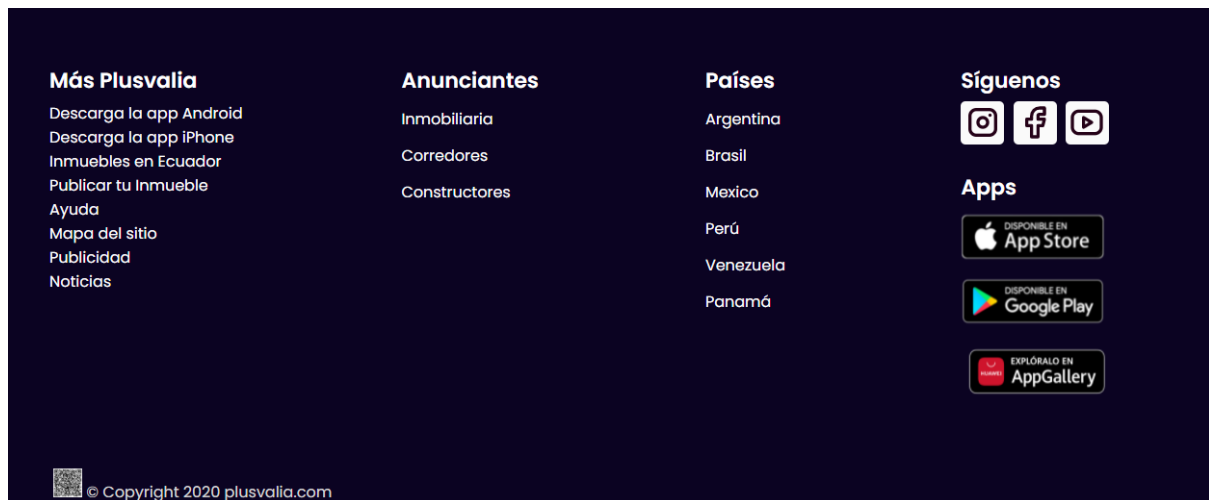 Más Plusvalia
Descarga la app Android
Descarga la app iPhone
Inmuebles en Ecuador
Publicar tu Inmueble
Ayuda
Mapa del sitio
Publicidad
Noticias
Anunciantes
Inmobiliaria
Corredores
Constructores
Países
Argentina
Brasil
Mexico
Perú
Venezuela
Panamá
Síguenos
Apps
DISPONIBLE EN
App Store
DISPONIBLE EN
Google Play
HUAWEI
EXPLÓRALO EN
AppGallery
© Copyright 2020 plusvalia.com